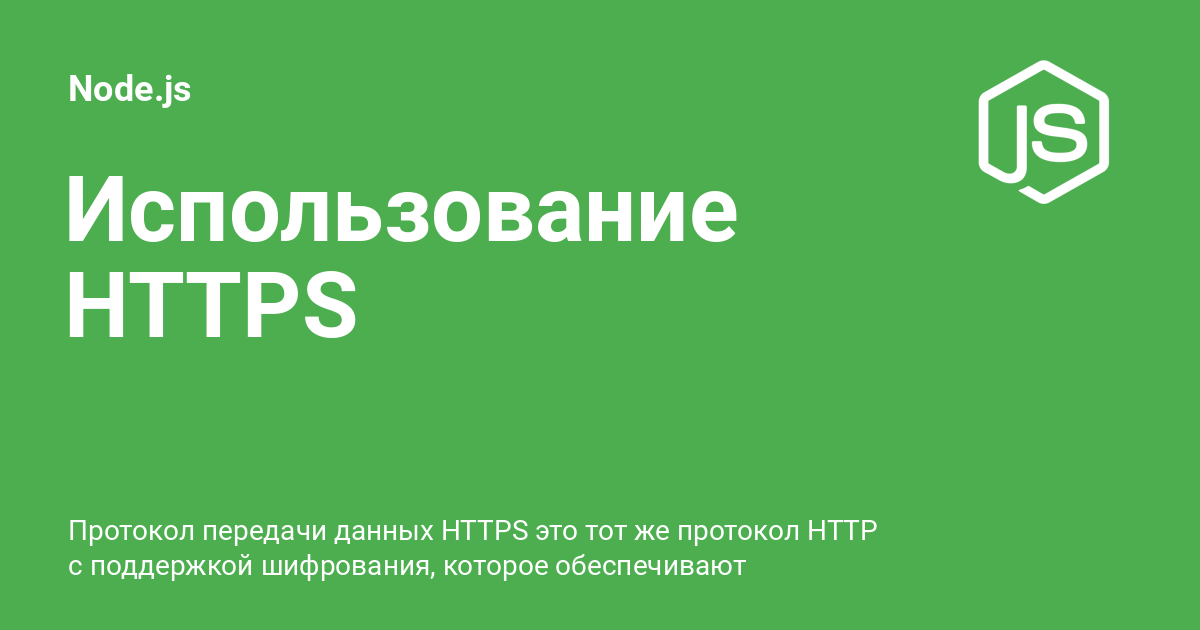 Node.js
JS
Использование
HTTPS
Протокол передачи данных HTTPS это тот же протокол HTTP
с поддержкой шифрования, которое обеспечивают